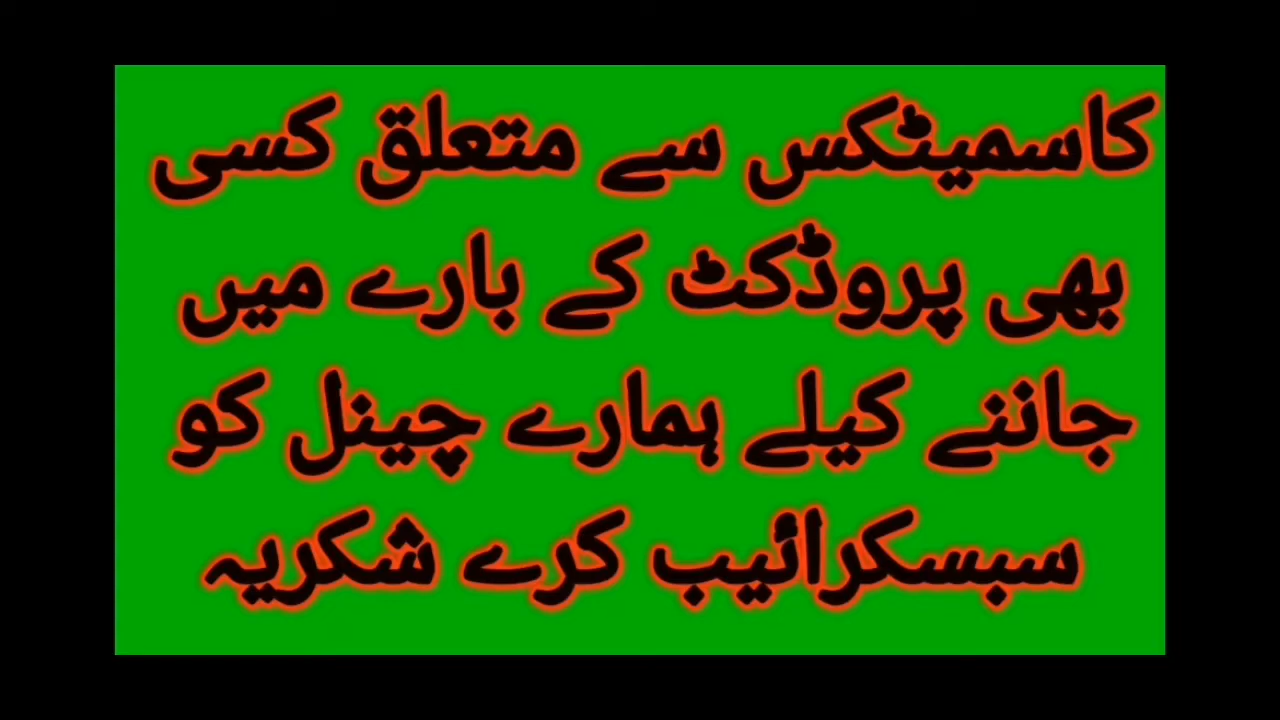 کاسمیٹکس سے متعلق کسی
بھی پروڈکٹ کے بارے میں
جاننے کیلے ہمارے چینل کو
سبسکرائیب کرے شکریہ